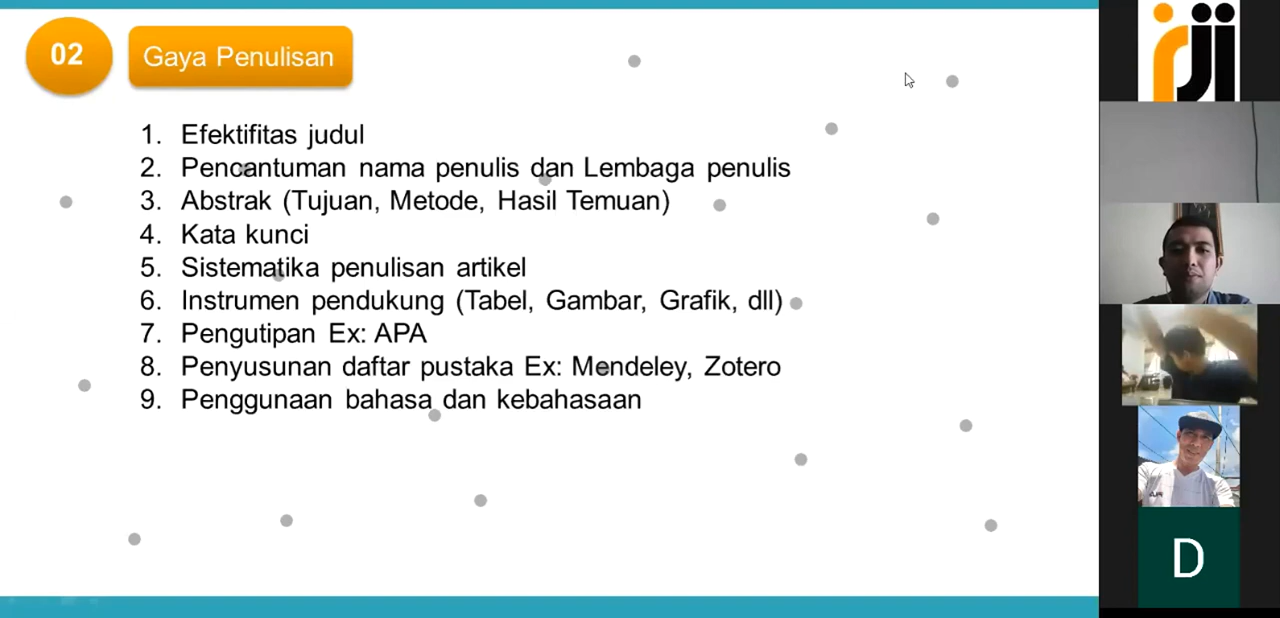 02
Gaya Penulisan
rji
1. Efektifitas judul
2. Pencantuman nama penulis dan Lembaga penulis
3. Abstrak (Tujuan, Metode, Hasil Temuan)
4. Kata kunci
5. Sistematika penulisan artikel
6. Instrumen pendukung (Tabel, Gambar, Grafik, dll)
7. Pengutipan Ex: APA
8. Penyusunan daftar pustaka Ex: Mendeley, Zotero
9. Penggunaan bahasa dan kebahasaan
D